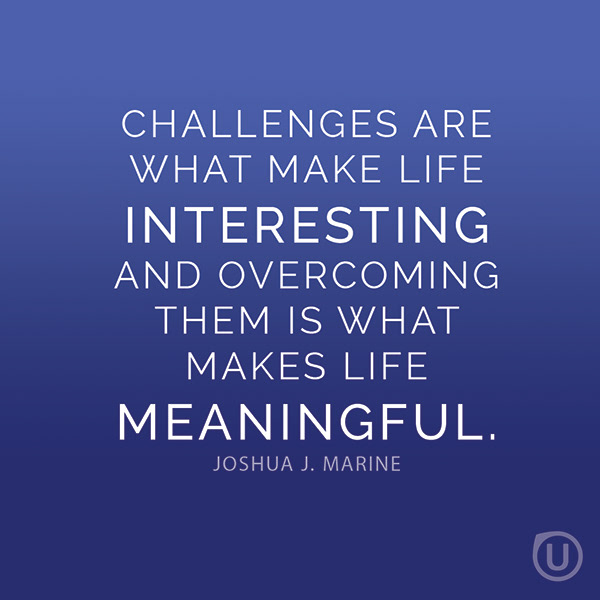 CHALLENGES ARE
WHAT MAKE LIFE
INTERESTING
AND OVERCOMING
THEM IS WHAT
MAKES LIFE
MEANINGFUL.
JOSHUA J. MARINE
U